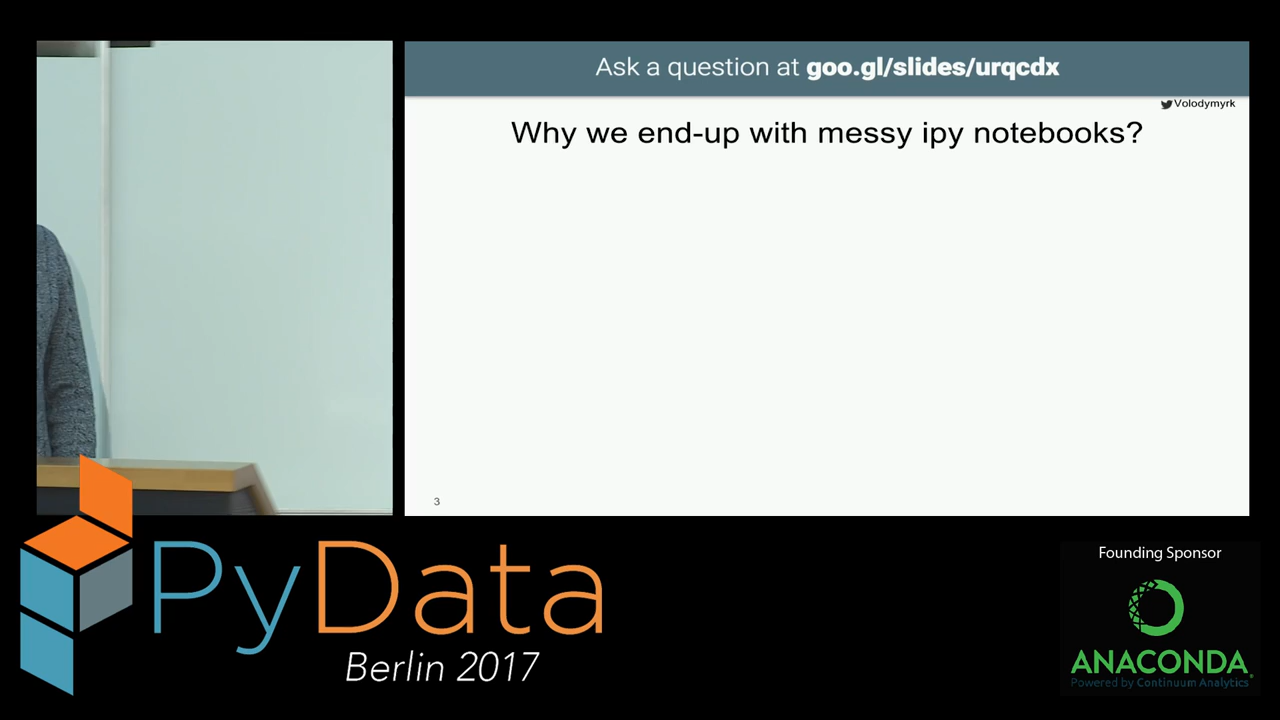 Ask a question at goo.gl/slides/urqcdx
Volodymyrk
Why we end-up with messy ipy notebooks?
3
PyData
Berlin 2017
Founding Sponsor
ANACONDA
Powered by Continuum Analytics